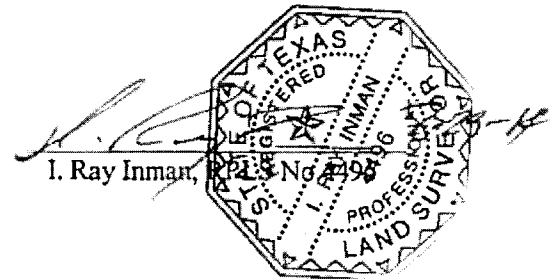 STATE OF TEXAS
REGISTERED
I. RAY INMAN
4496
PROFESSIONAL
LAND SURVEYOR
I. Ray Inman, RPLS No. 4496